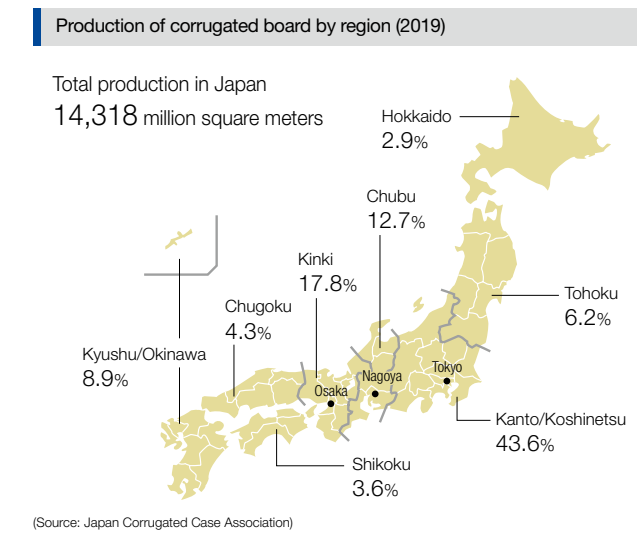 Production of corrugated board by region (2019)
Total production in Japan
14,318 million square meters
Hokkaido
2.9%
Chubu
12.7%
Kinki
17.8%
Tohoku
6.2%
Chugoku
4.3%
Kyushu/Okinawa
8.9%
Tokyo
Nagoya
Osaka
Kanto/Koshinetsu
43.6%
Shikoku
3.6%
(Source: Japan Corrugated Case Association)